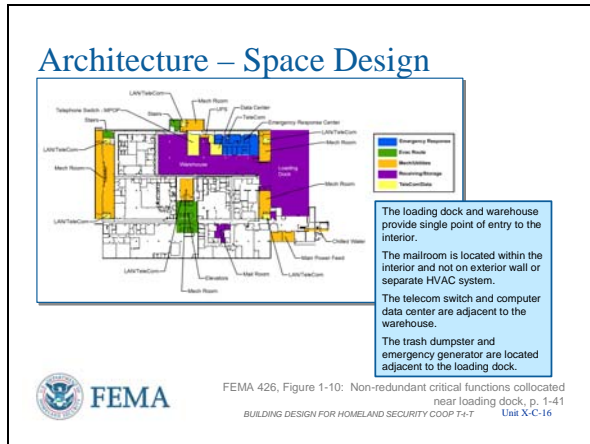 Architecture – Space Design
LAN/TeleCom
Mech Room
Telephone Switch - MPOP
UPS
Data Center
Stairs
TeleCom
Stairs
Emergency Response Center
LAN/TeleCom
LAN/TeleCom
Mech Room
Mech Room
Warehouse
Loading
Dock
Mech Room
LAN/TeleCom
Chilled Water
Main Power Feed
LAN/TeleCom
Mail Room
LAN/TeleCom
Elevators
Mech Room
Emergency Response
Evac Route
Mech/Utilities
Receiving/Storage
TeleCom/Data
The loading dock and warehouse
provide single point of entry to the
interior.
The mailroom is located within the
interior and not on exterior wall or
separate HVAC system.
The telecom switch and computer
data center are adjacent to the
warehouse.
The trash dumpster and
emergency generator are located
adjacent to the loading dock.
FEMA
FEMA 426, Figure 1-10: Non-redundant critical functions collocated
near loading dock, p. 1-41
BUILDING DESIGN FOR HOMELAND SECURITY COOP T-t-T
Unit X-C-16